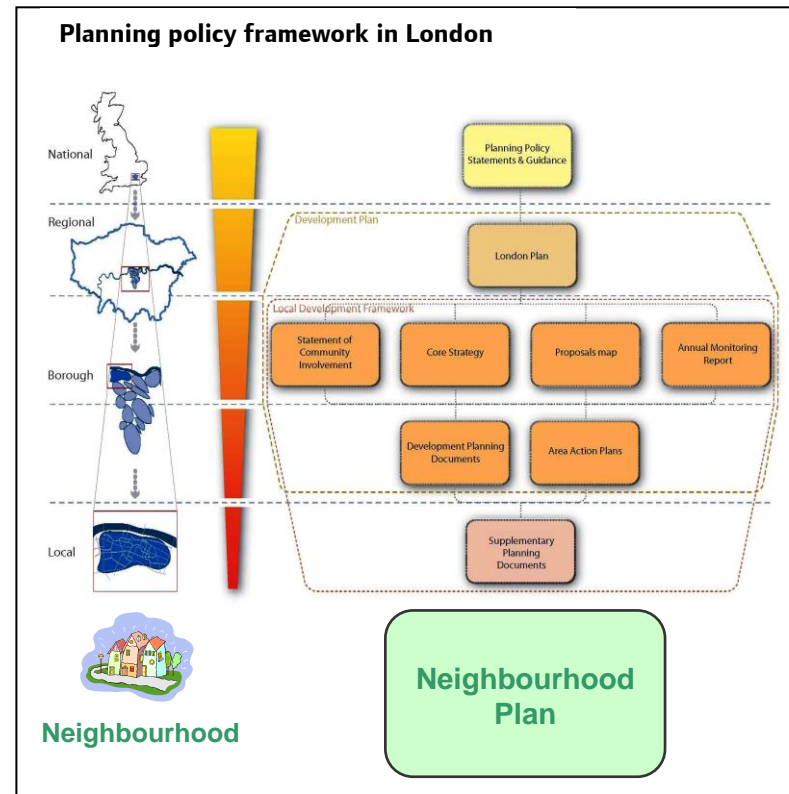 Planning policy framework in London
National
Planning Policy
Statements & Guidance
Regional
Development Plan
London Plan
Local Development Framework
Statement of
Community
Involvement
Core Strategy
Proposals map
Annual Monitoring
Report
Borough
Development Planning
Documents
Area Action Plans
Local
Supplementary
Planning
Documents
Neighbourhood
Neighbourhood
Plan